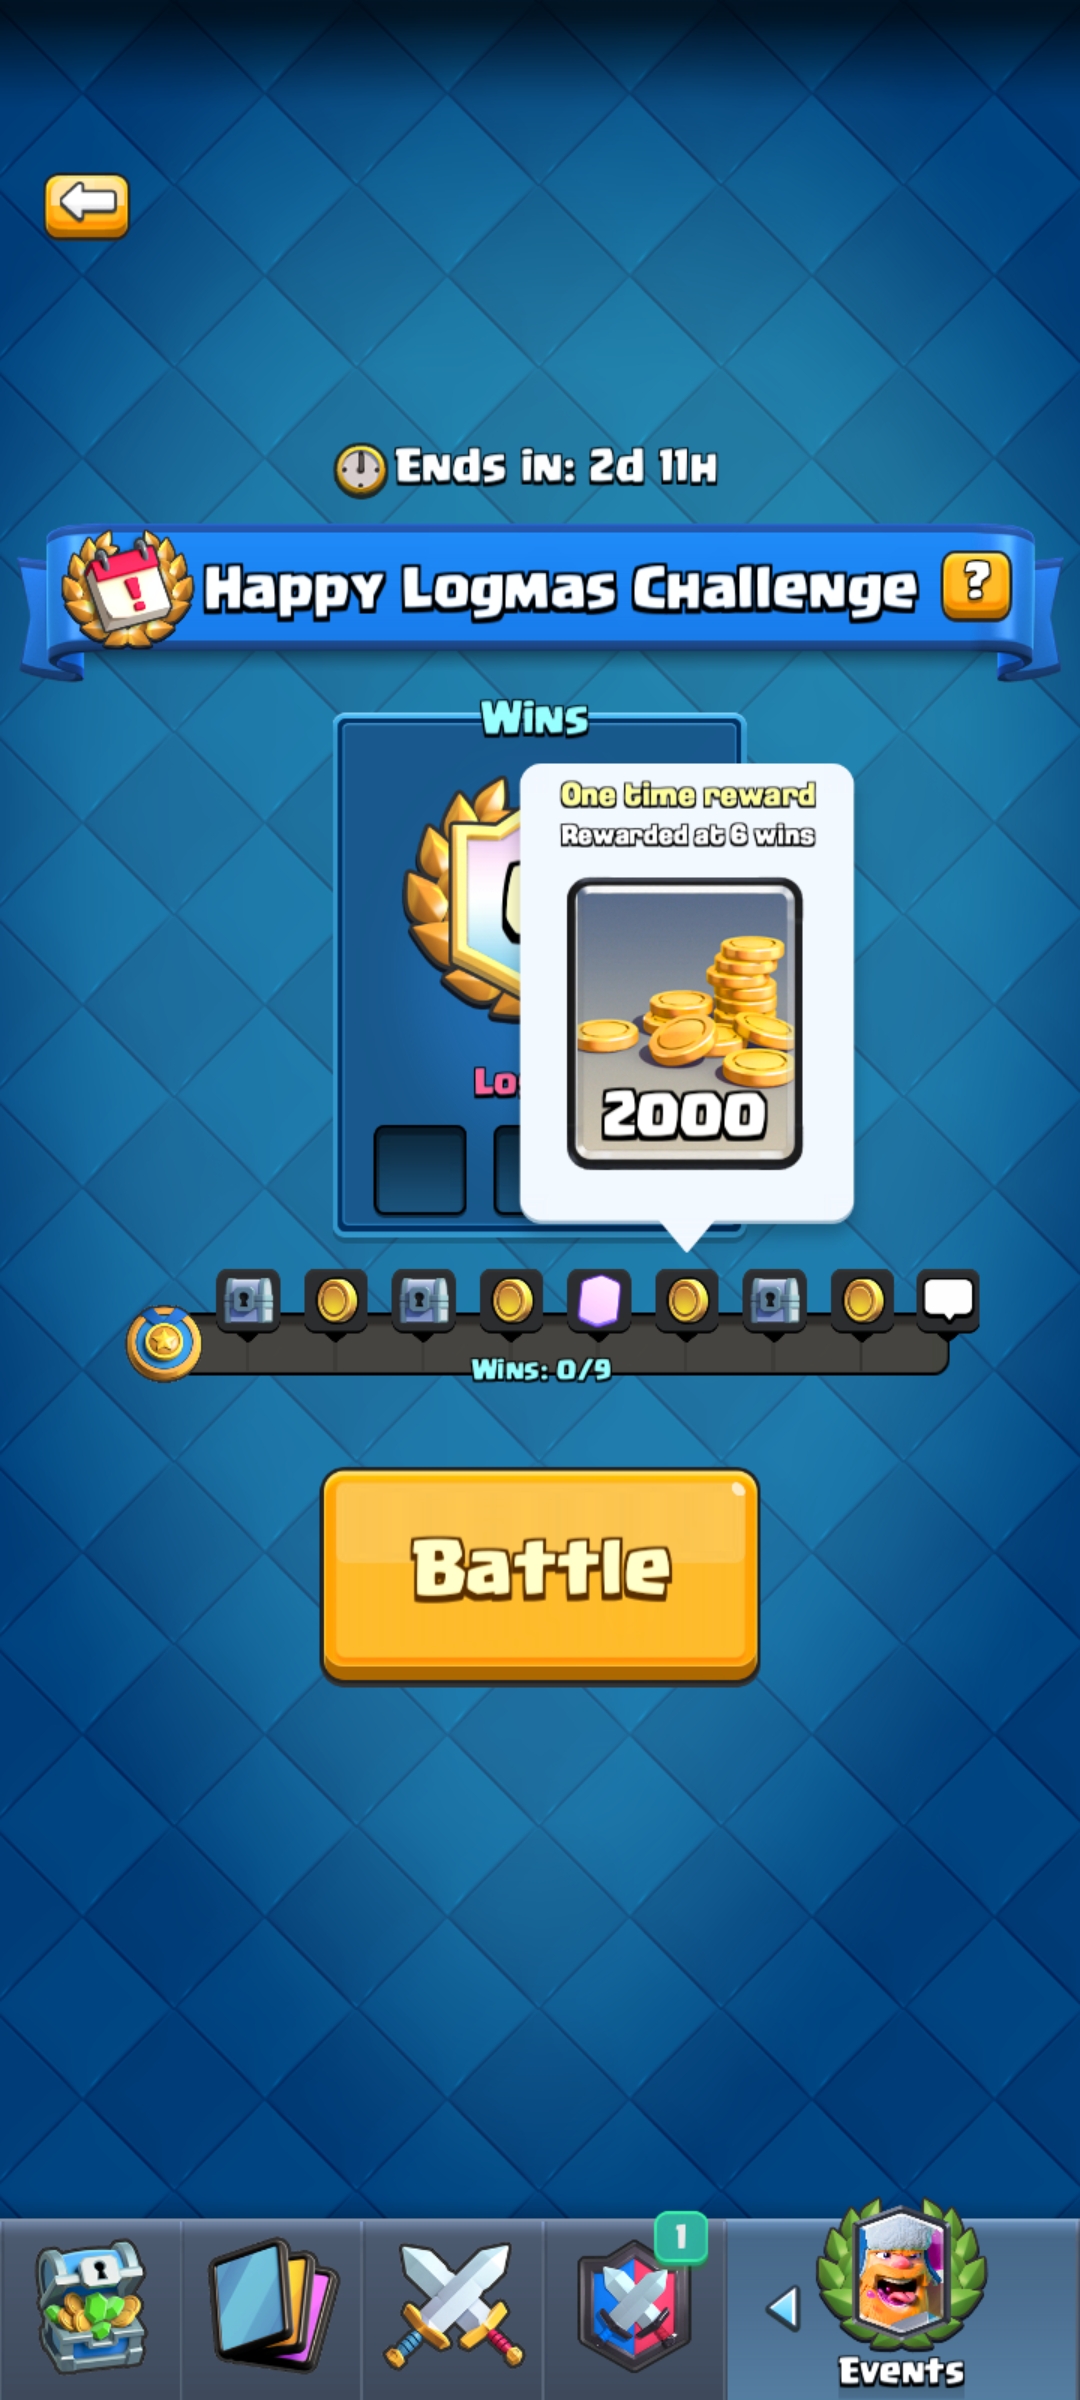 Ends in: 2d 11h
Happy Logmas Challenge
?
Wins
One time reward
Rewarded at 6 wins
2000
Wins: 0/9
Battle
1
Events